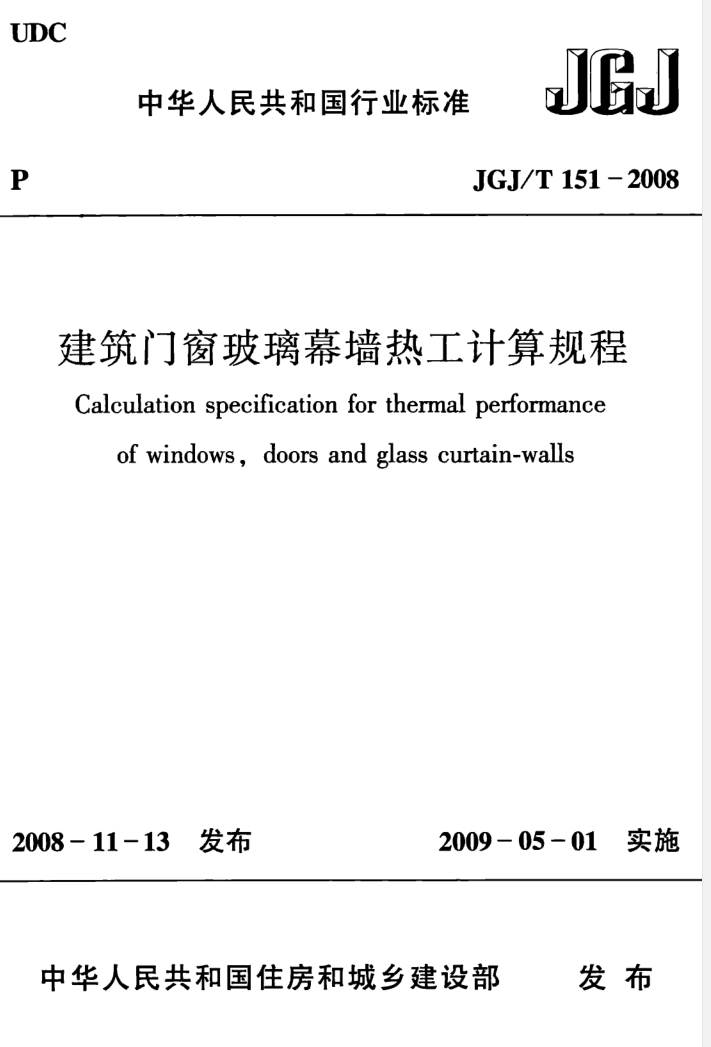 UDC
中华人民共和国行业标准
JGJ
P
JGJ/T 151－2008
建筑门窗玻璃幕墙热工计算规程
Calculation specification for thermal performance
of windows，doors and glass curtain-walls
2008－11－13 发布
2009－05－01 实施
中华人民共和国住房和城乡建设部 发布